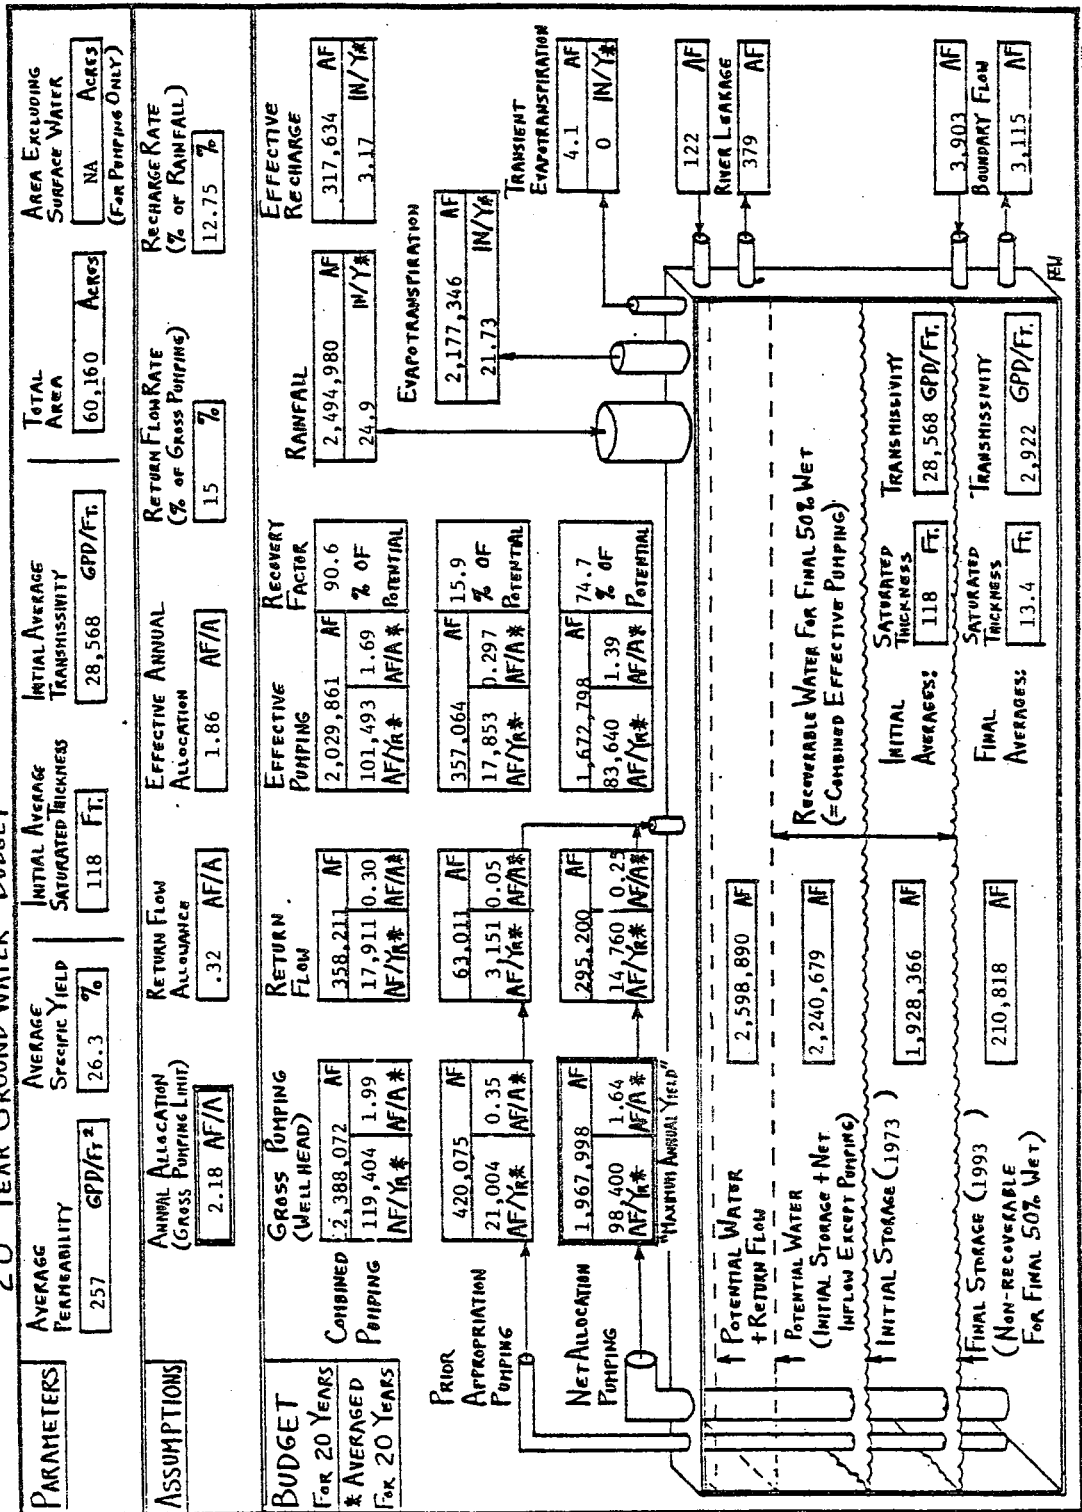 20 YEAR GROUND WATER BUDGET
PARAMETERS
AVERAGE PERMEABILITY
257 GPD/FT²
AVERAGE SPECIFIC YIELD
26.3 %
INITIAL AVERAGE SATURATED THICKNESS
118 FT.
INITIAL AVERAGE TRANSMISSIVITY
28,568 GPD/FT.
TOTAL AREA
60,160 ACRES
AREA EXCLUDING SURFACE WATER
NA ACRES
(FOR PUMPING ONLY)
ASSUMPTIONS
ANNUAL ALLOCATION
(GROSS PUMPING LIMIT)
2.18 AF/A
RETURN FLOW ALLOWANCE
.32 AF/A
EFFECTIVE ANNUAL ALLOCATION
1.86 AF/A
RETURN FLOW RATE
(% OF GROSS PUMPING)
15 %
RECHARGE RATE
(% OF RAINFALL)
12.75 %
BUDGET
FOR 20 YEARS
* AVERAGED
FOR 20 YEARS
GROSS PUMPING
(WELL HEAD)
RETURN FLOW
EFFECTIVE PUMPING
RECOVERY FACTOR
COMBINED PUMPING
2,388,072 AF
119,404 AF/YR*
1.99 AF/A*
358,211 AF
17,911 AF/YR*
0.30 AF/A*
2,029,861 AF
101,493 AF/YR*
1.69 AF/A*
90.6
% OF POTENTIAL
PRIOR APPROPRIATION PUMPING
420,075 AF
21,004 AF/YR*
0.35 AF/A*
63,011 AF
3,151 AF/YR*
0.05 AF/A*
357,064 AF
17,853 AF/YR*
0.297 AF/A*
15.9
% OF POTENTIAL
NET ALLOCATION PUMPING
1,967,998 AF
98,400 AF/YR*
1.64 AF/A*
"MAXIMUM ANNUAL YIELD"
295,200 AF
14,760 AF/YR*
0.25 AF/A*
1,672,798 AF
83,640 AF/YR*
1.39 AF/A*
74.7
% OF POTENTIAL
RAINFALL
2,494,980 AF
24.9 IN/YR*
EFFECTIVE RECHARGE
317,634 AF
3.17 IN/YR*
EVAPOTRANSPIRATION
2,177,346 AF
21.73 IN/YR*
TRANSIENT EVAPOTRANSPIRATION
4.1 AF
0 IN/YR*
122 AF
RIVER LEAKAGE
379 AF
3,903 AF
BOUNDARY FLOW
3,115 AF
POTENTIAL WATER
+ RETURN FLOW
2,598,890 AF
POTENTIAL WATER
(INITIAL STORAGE + NET
INFLOW EXCEPT PUMPING)
2,240,679 AF
RECOVERABLE WATER FOR FINAL 50% WET
(= COMBINED EFFECTIVE PUMPING)
INITIAL STORAGE (1973 )
1,928,366 AF
INITIAL AVERAGES:
SATURATED THICKNESS
118 FT.
TRANSMISSIVITY
28,568 GPD/FT.
FINAL STORAGE (1993 )
(NON-RECOVERABLE
FOR FINAL 50% WET)
210,818 AF
FINAL AVERAGES:
SATURATED THICKNESS
13.4 FT.
TRANSMISSIVITY
2,922 GPD/FT.